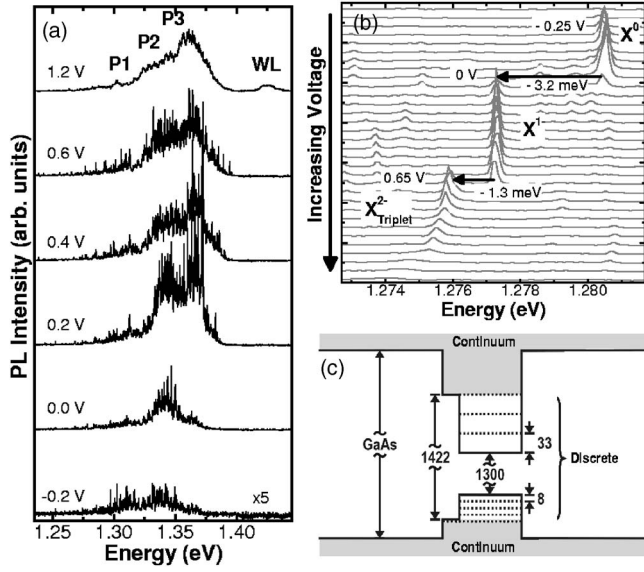 (a)
P3
P2
P1
WL
1.2 V
0.6 V
0.4 V
0.2 V
0.0 V
-0.2 V
x5
PL Intensity (arb. units)
1.25 1.30 1.35 1.40
Energy (eV)
(b)
- 0.25 V
X0
0 V
- 3.2 meV
X1-
0.65 V
- 1.3 meV
X2-
Triplet
Increasing Voltage
1.274 1.276 1.278 1.280
Energy (eV)
(c)
Continuum
GaAs
1422
1300
33
8
Discrete
Continuum